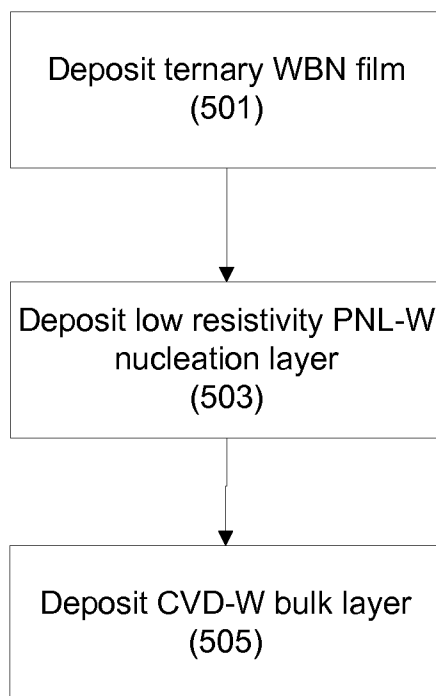 Deposit ternary WBN film
(501)
Deposit low resistivity PNL-W
nucleation layer
(503)
Deposit CVD-W bulk layer
(505)